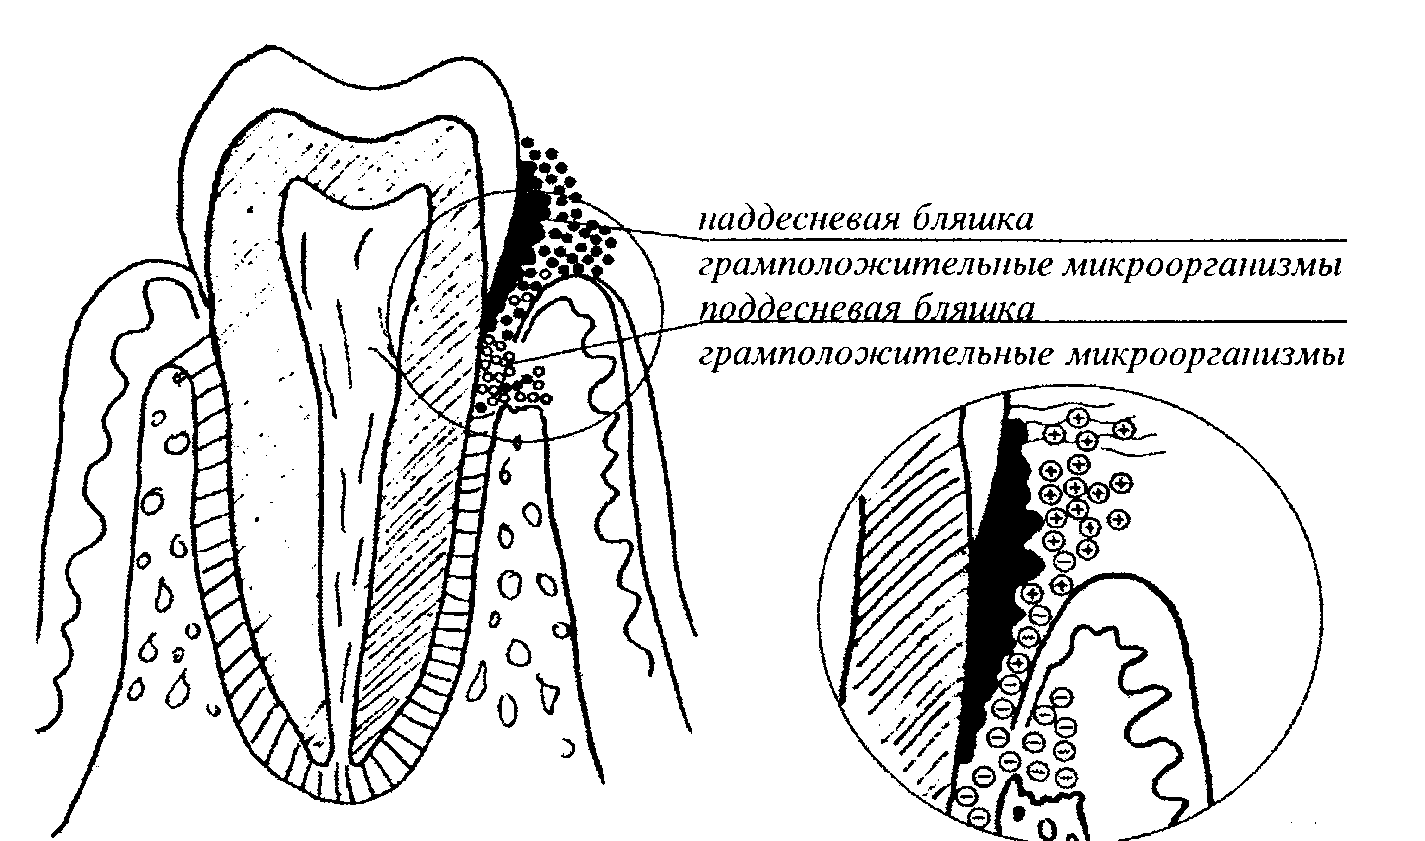 наддесневая бляшка
грамположительные микроорганизмы
поддесневая бляшка
грамположительные микроорганизмы